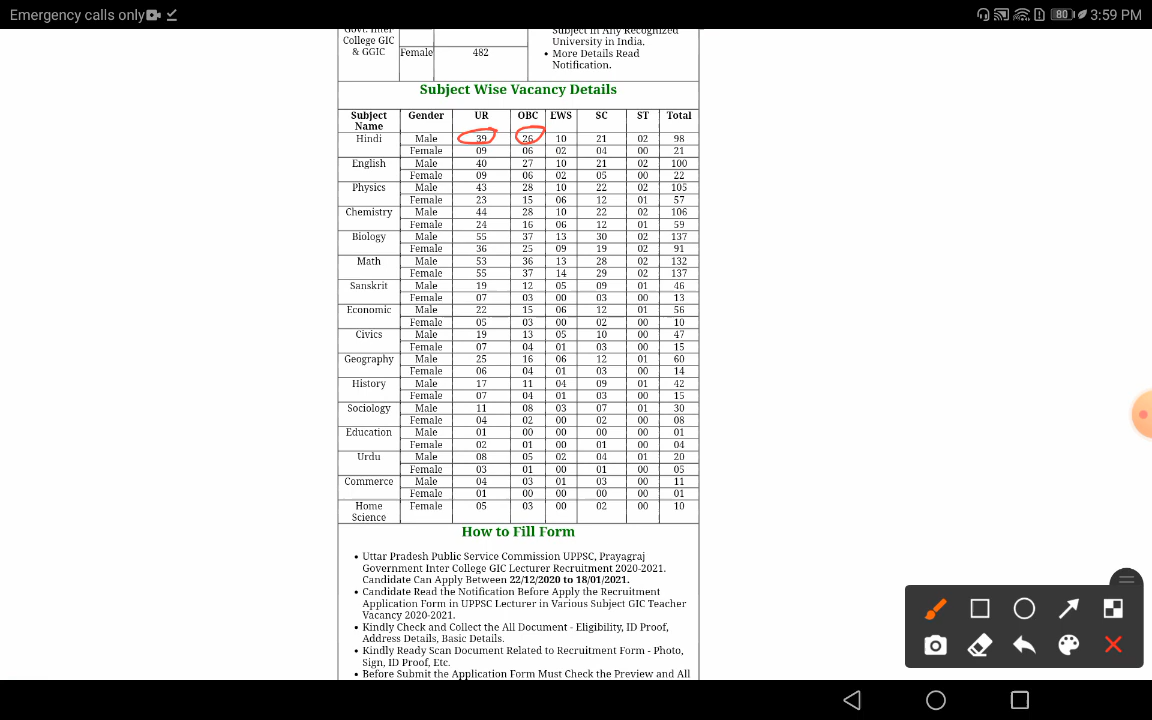 Emergency calls only 80 3:59 PM
Govt. Inter Subject in Any Recognized
College GIC University in India.
& GGIC Female 482 • More Details Read
Notification.
Subject Wise Vacancy Details
Subject Name Gender UR OBC EWS SC ST Total
Hindi Male 39 26 10 21 02 98
Female 09 06 02 04 00 21
English Male 40 27 10 21 02 100
Female 09 06 02 05 00 22
Physics Male 43 28 10 22 02 105
Female 23 15 06 12 01 57
Chemistry Male 44 28 10 22 02 106
Female 24 16 06 12 01 59
Biology Male 55 37 13 30 02 137
Female 36 25 09 19 02 91
Math Male 53 36 13 28 02 132
Female 55 37 14 29 02 137
Sanskrit Male 19 12 05 09 01 46
Female 07 03 00 03 00 13
Economic Male 22 15 06 12 01 56
Female 05 03 00 02 00 10
Civics Male 19 13 05 10 00 47
Female 07 04 01 03 00 15
Geography Male 25 16 06 12 01 60
Female 06 04 01 03 00 14
History Male 17 11 04 09 01 42
Female 07 04 01 03 00 15
Sociology Male 11 08 03 07 01 30
Female 04 02 00 02 00 08
Education Male 01 00 00 00 00 01
Female 02 01 00 01 00 04
Urdu Male 08 05 02 04 01 20
Female 03 01 00 01 00 05
Commerce Male 04 03 01 03 00 11
Female 01 00 00 00 00 01
Home Science Female 05 03 00 02 00 10
How to Fill Form
• Uttar Pradesh Public Service Commission UPPSC, Prayagraj
Government Inter College GIC Lecturer Recruitment 2020-2021.
Candidate Can Apply Between 22/12/2020 to 18/01/2021.
• Candidate Read the Notification Before Apply the Recruitment
Application Form in UPPSC Lecturer in Various Subject GIC Teacher
Vacancy 2020-2021.
• Kindly Check and Collect the All Document - Eligibility, ID Proof,
Address Details, Basic Details.
• Kindly Ready Scan Document Related to Recruitment Form - Photo,
Sign, ID Proof, Etc.
• Before Submit the Application Form Must Check the Preview and All